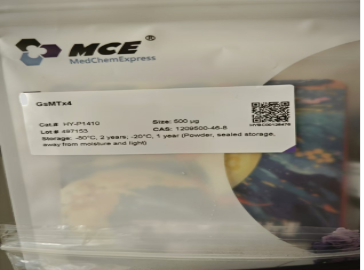 MCE®
MedChemExpress
GsMTx4
Cat.# HY-P1410 Size: 500 μg
Lot# 497153 CAS: 1209500-46-8
Storage: -80°C, 2 years; -20°C, 1 year (Powder, sealed storage,
away from moisture and light)